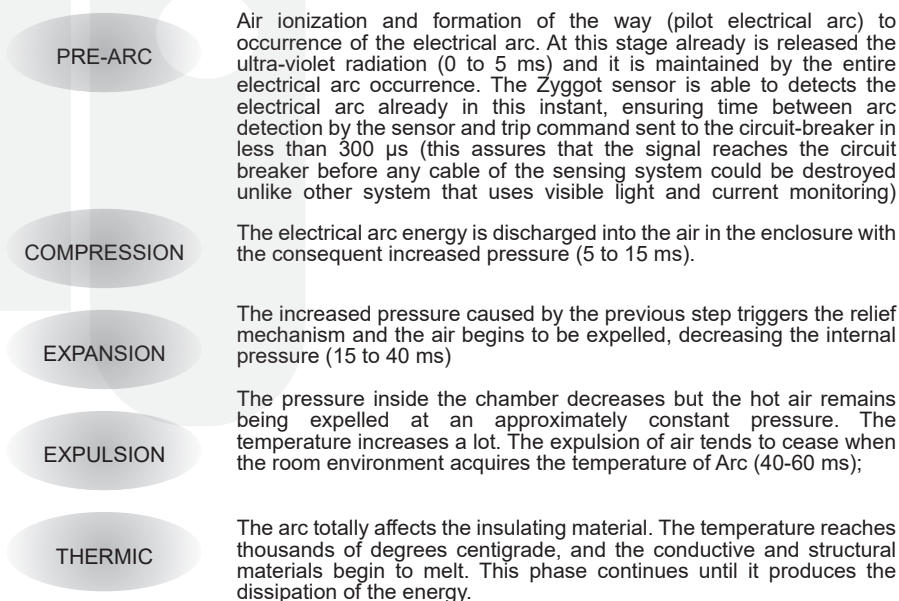 PRE-ARC
Air ionization and formation of the way (pilot electrical arc) to
occurrence of the electrical arc. At this stage already is released the
ultra-violet radiation (0 to 5 ms) and it is maintained by the entire
electrical arc occurrence. The Zyggot sensor is able to detects the
electrical arc already in this instant, ensuring time between arc
detection by the sensor and trip command sent to the circuit-breaker in
less than 300 µs (this assures that the signal reaches the circuit
breaker before any cable of the sensing system could be destroyed
unlike other system that uses visible light and current monitoring)
COMPRESSION
The electrical arc energy is discharged into the air in the enclosure with
the consequent increased pressure (5 to 15 ms).
EXPANSION
The increased pressure caused by the previous step triggers the relief
mechanism and the air begins to be expelled, decreasing the internal
pressure (15 to 40 ms)
EXPULSION
The pressure inside the chamber decreases but the hot air remains
being expelled at an approximately constant pressure. The
temperature increases a lot. The expulsion of air tends to cease when
the room environment acquires the temperature of Arc (40-60 ms);
THERMIC
The arc totally affects the insulating material. The temperature reaches
thousands of degrees centigrade, and the conductive and structural
materials begin to melt. This phase continues until it produces the
dissipation of the energy.